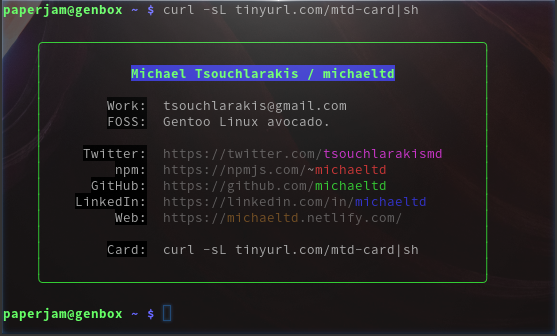 paperjam@genbox ~ $ curl -sL tinyurl.com/mtd-card|sh
Michael Tsouchlarakis / michaeltd
Work: tsouchlarakis@gmail.com
FOSS: Gentoo Linux avocado.
Twitter: https://twitter.com/tsouchlarakismd
npm: https://npmjs.com/~michaeltd
GitHub: https://github.com/michaeltd
LinkedIn: https://linkedin.com/in/michaeltd
Web: https://michaeltd.netlify.com/
Card: curl -sL tinyurl.com/mtd-card|sh
paperjam@genbox ~ $